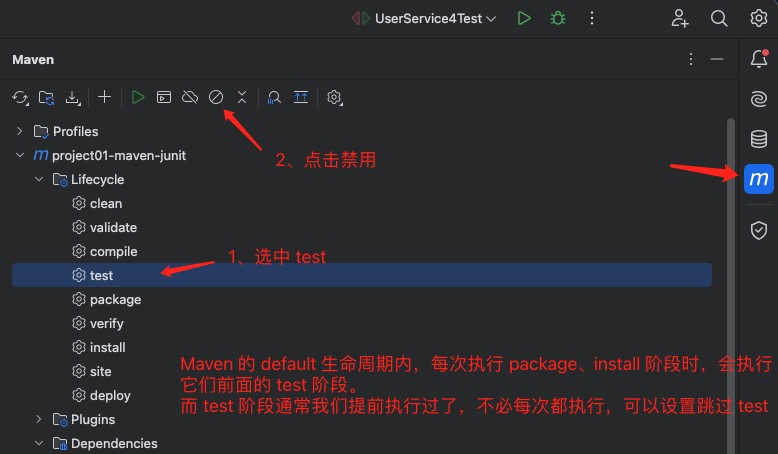 UserService4Test
Maven
Profiles
m project01-maven-junit
Lifecycle
clean
validate
compile
test
package
verify
install
site
deploy
Plugins
Dependencies
2、点击禁用
m
1、选中 test
Maven 的 default 生命周期内，每次执行 package、install 阶段时，会执行
它们前面的 test 阶段。
而 test 阶段通常我们提前执行过了，不必每次都执行，可以设置跳过 test